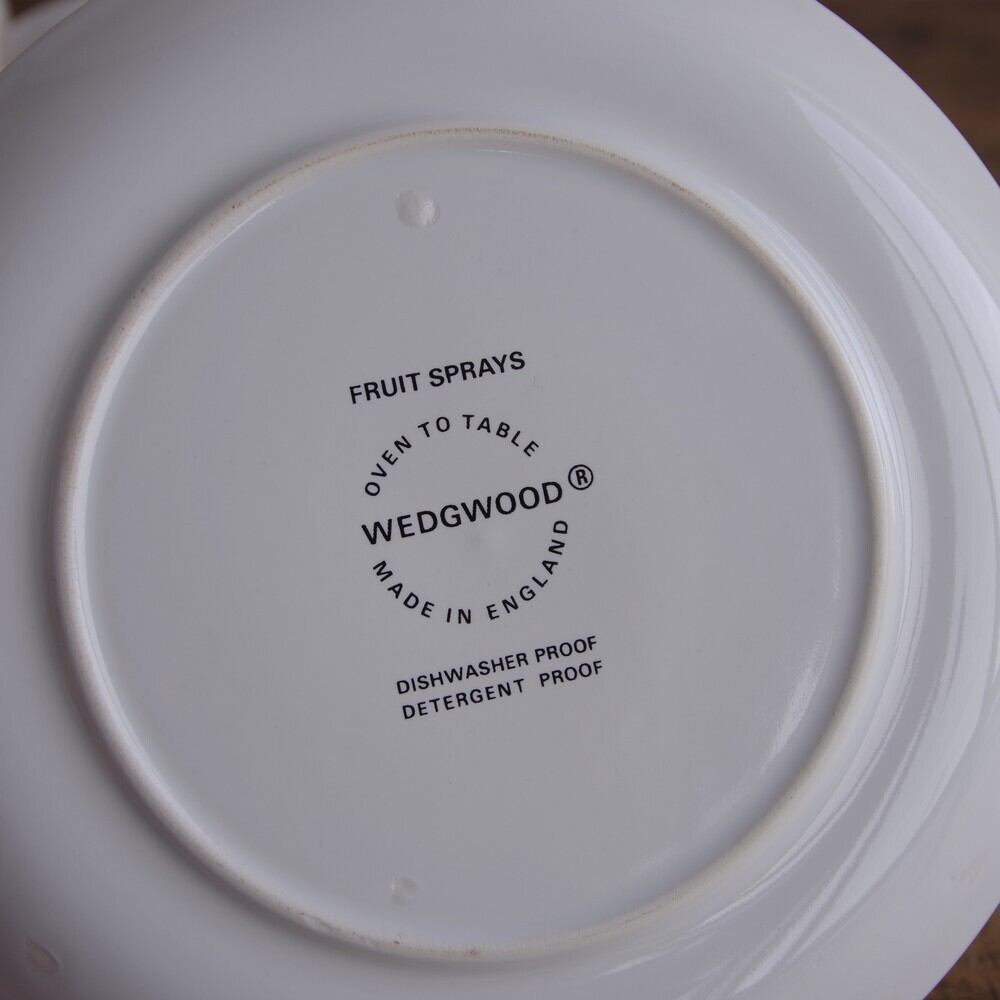 FRUIT SPRAYS
OVEN TO TABLE
WEDGWOOD®
MADE IN ENGLAND
DISHWASHER PROOF
DETERGENT PROOF